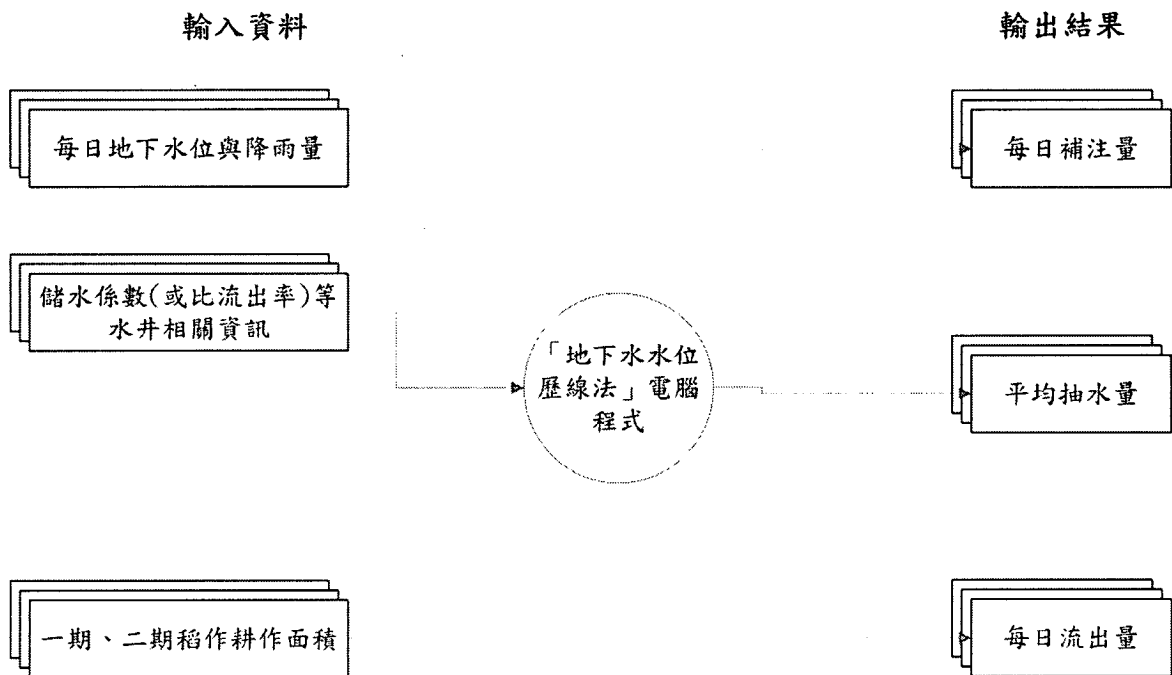 輸入資料
輸出結果
每日地下水位與降雨量
每日補注量
儲水係數(或比流出率)等
水井相關資訊
「地下水水位
歷線法」電腦
程式
平均抽水量
一期、二期稻作耕作面積
每日流出量